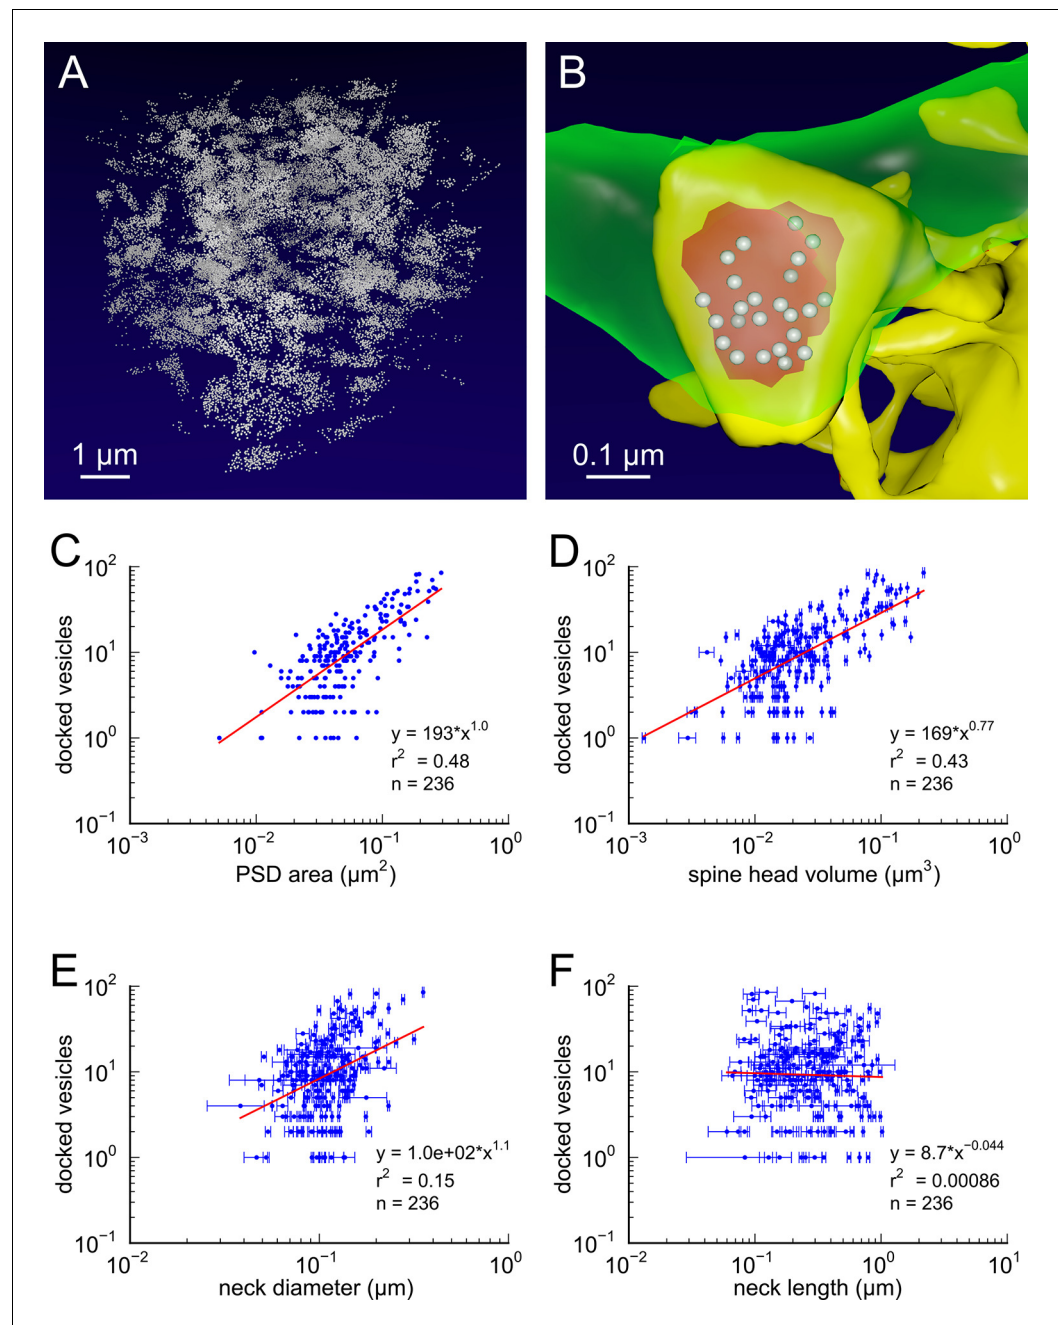 A
B
1 µm
0.1 µm
C
docked vesicles
10²
10¹
10⁰
10⁻¹
10⁻³
10⁻²
10⁻¹
10⁰
PSD area (µm²)
y = 193*x¹·⁰
r² = 0.48
n = 236
D
docked vesicles
10²
10¹
10⁰
10⁻¹
10⁻³
10⁻²
10⁻¹
10⁰
spine head volume (µm³)
y = 169*x⁰·⁷⁷
r² = 0.43
n = 236
E
docked vesicles
10²
10¹
10⁰
10⁻¹
10⁻²
10⁻¹
10⁰
neck diameter (µm)
y = 1.0e+02*x¹·¹
r² = 0.15
n = 236
F
docked vesicles
10²
10¹
10⁰
10⁻¹
10⁻²
10⁻¹
10⁰
10¹
neck length (µm)
y = 8.7*x⁻⁰·⁰⁴⁴
r² = 0.00086
n = 236